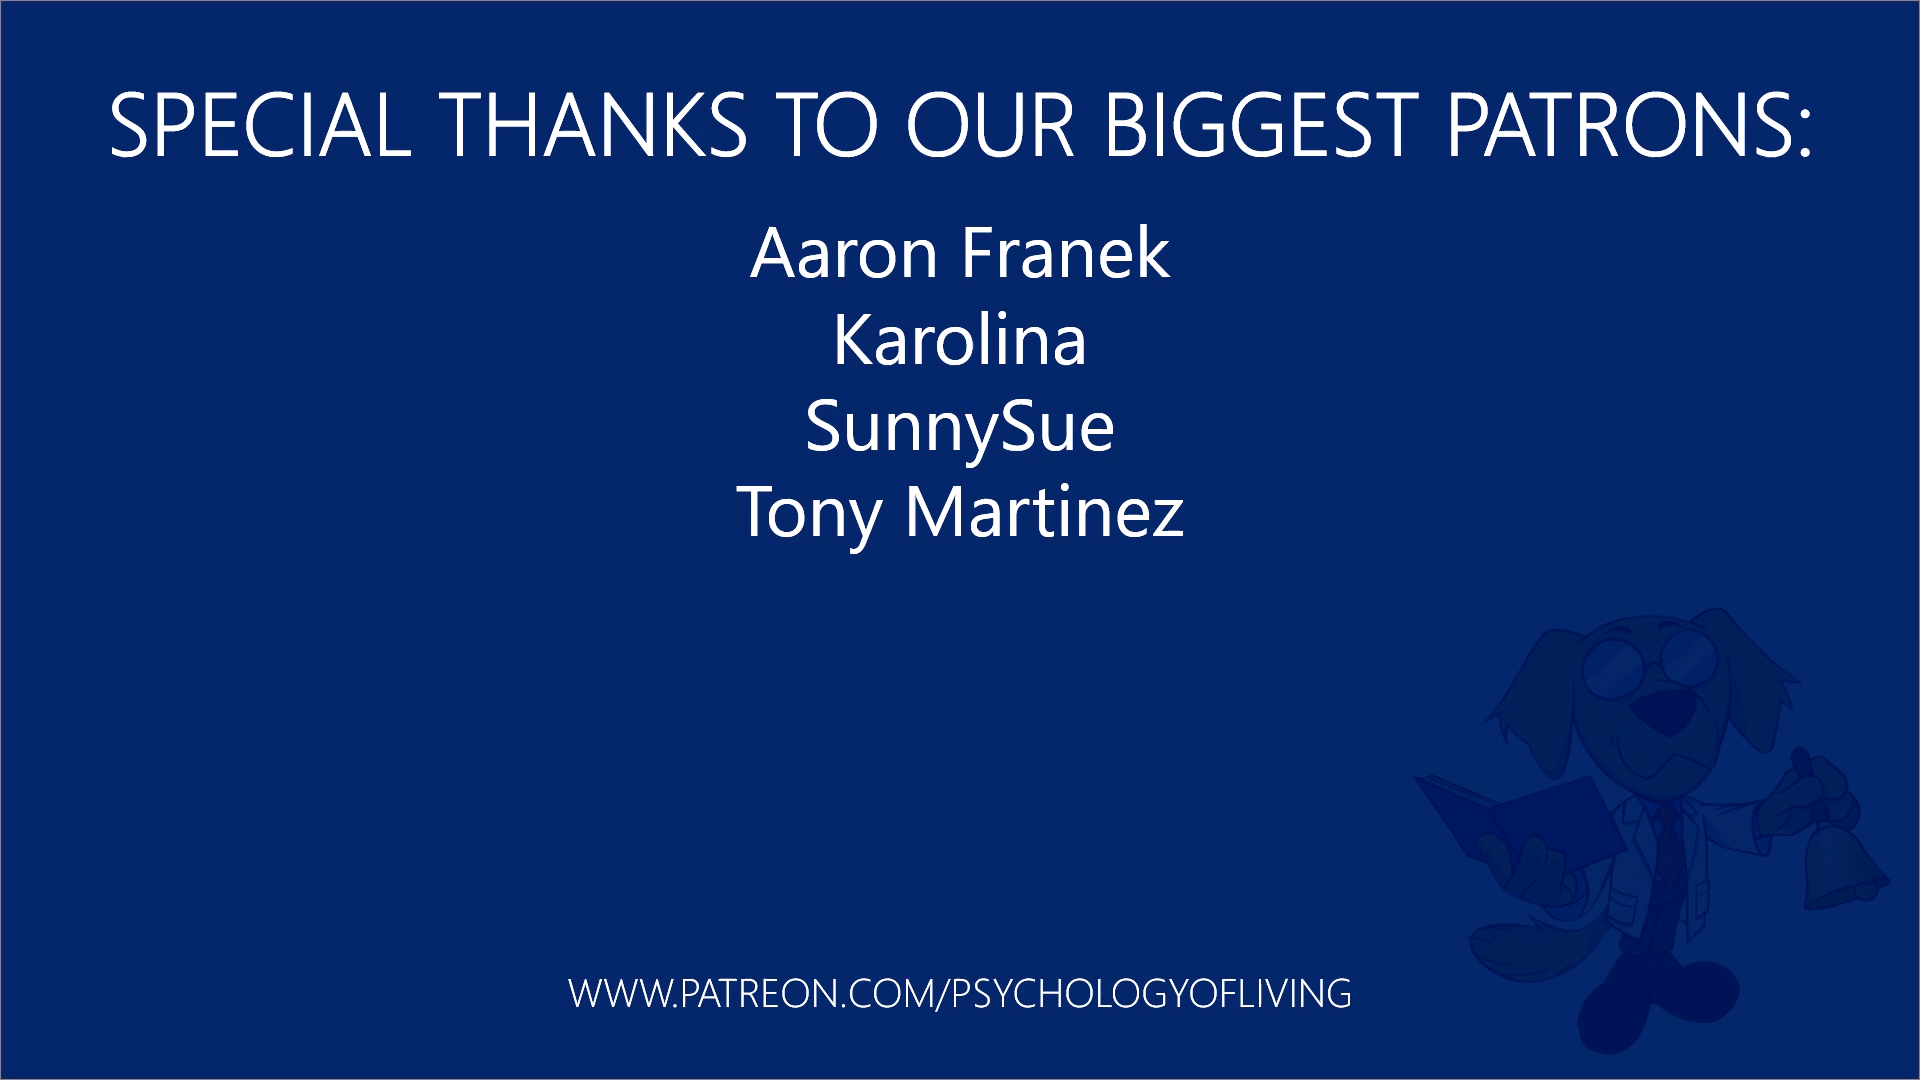 SPECIAL THANKS TO OUR BIGGEST PATRONS:
Aaron Franek
Karolina
SunnySue
Tony Martinez
WWW.PATREON.COM/PSYCHOLOGYOFLIVING